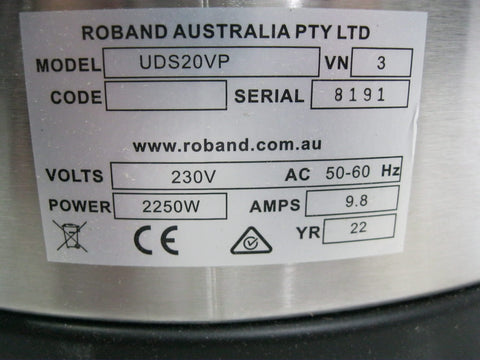 ROBAND AUSTRALIA PTY LTD
MODEL UDS20VP VN 3
CODE SERIAL 8191
www.roband.com.au
VOLTS 230V AC 50-60 Hz
POWER 2250W AMPS 9.8
CE YR 22